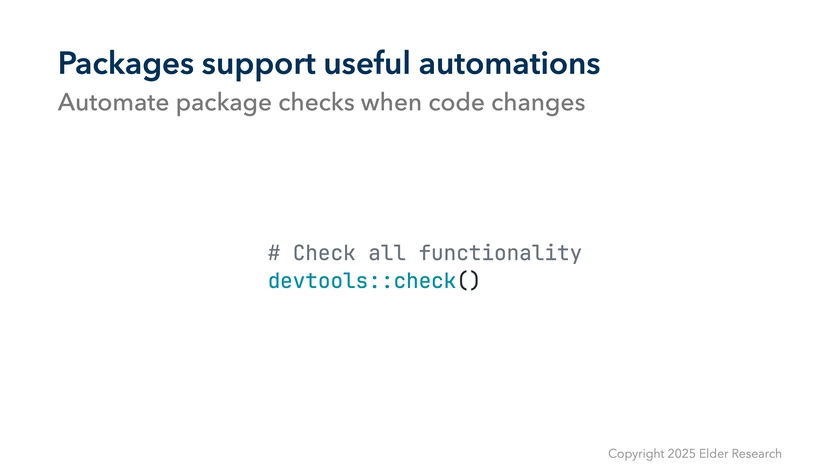 Packages support useful automations
Automate package checks when code changes
# Check all functionality
devtools::check()
Copyright 2025 Elder Research